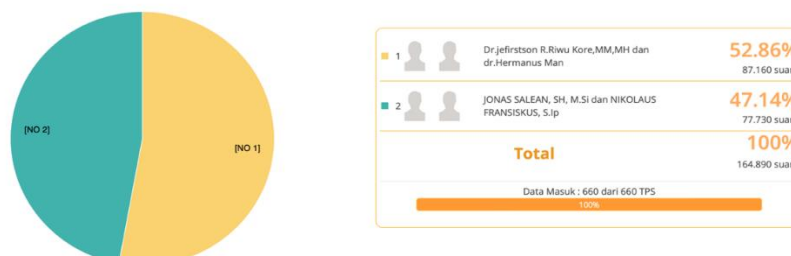 [NO 2]
[NO 1]
1
Dr.jefirstson R.Riwu Kore,MM,MH dan
dr.Hermanus Man
52.86%
87.160 suar
2
JONAS SALEAN, SH, M.Si dan NIKOLAUS
FRANSISKUS, S.Ip
47.14%
77.730 suar
Total
100%
164.890 suar
Data Masuk : 660 dari 660 TPS
100%